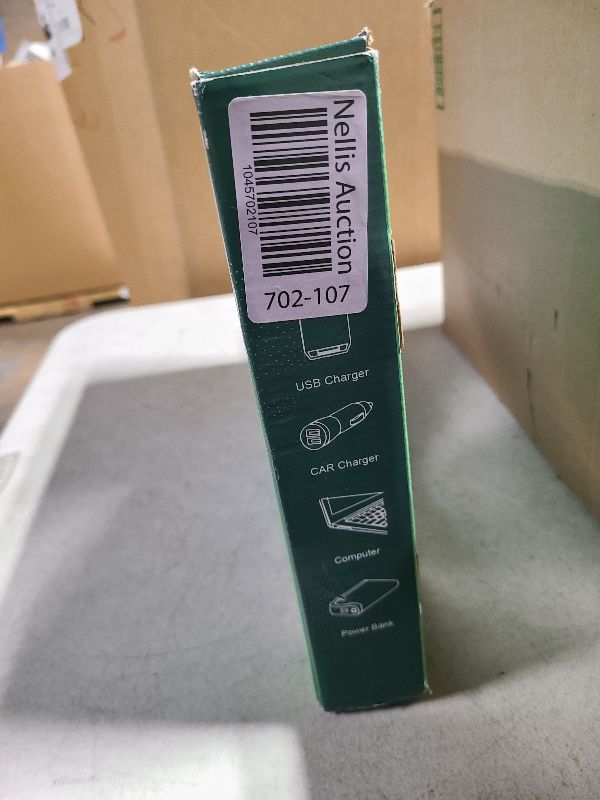 Nellis Auction
1045702107
702-107
USB Charger
CAR Charger
Computer
Power Bank